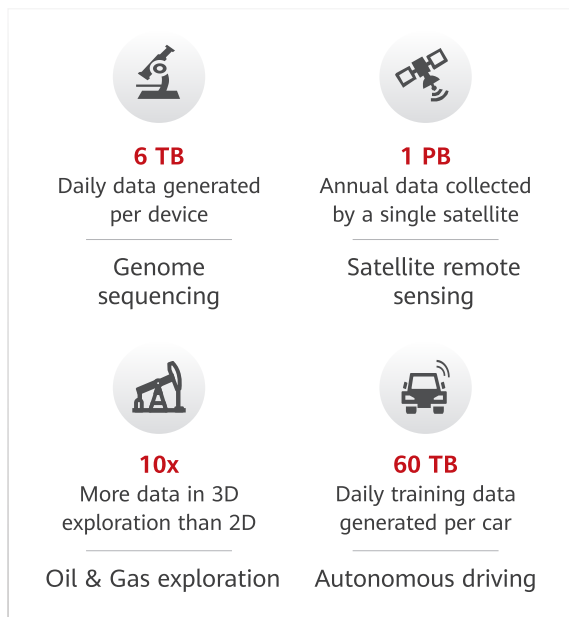 6 TB
Daily data generated
per device
Genome
sequencing
1 PB
Annual data collected
by a single satellite
Satellite remote
sensing
10x
More data in 3D
exploration than 2D
Oil & Gas exploration
60 TB
Daily training data
generated per car
Autonomous driving